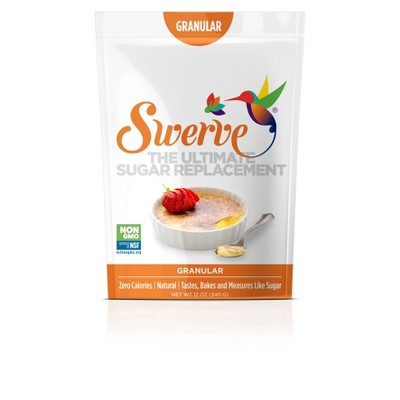 GRANULAR
Swerve®
THE ULTIMATE
SUGAR REPLACEMENT
NON
GMO
NSF
GRANULAR
Zero Calories | Natural | Tastes, Bakes and Measures Like Sugar
NET WT 12 OZ (340 G)